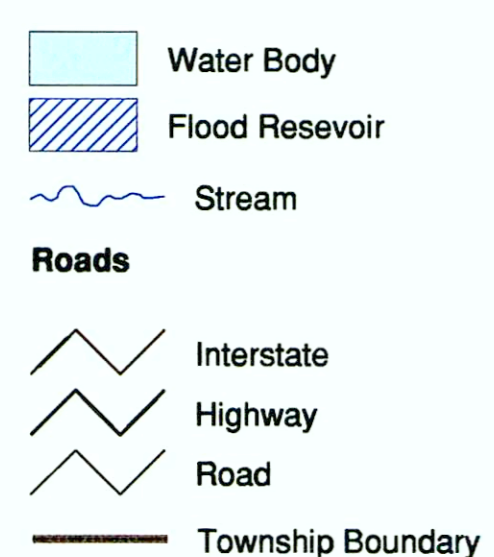 Water Body
Flood Resevoir
Stream
Roads
Interstate
Highway
Road
Township Boundary